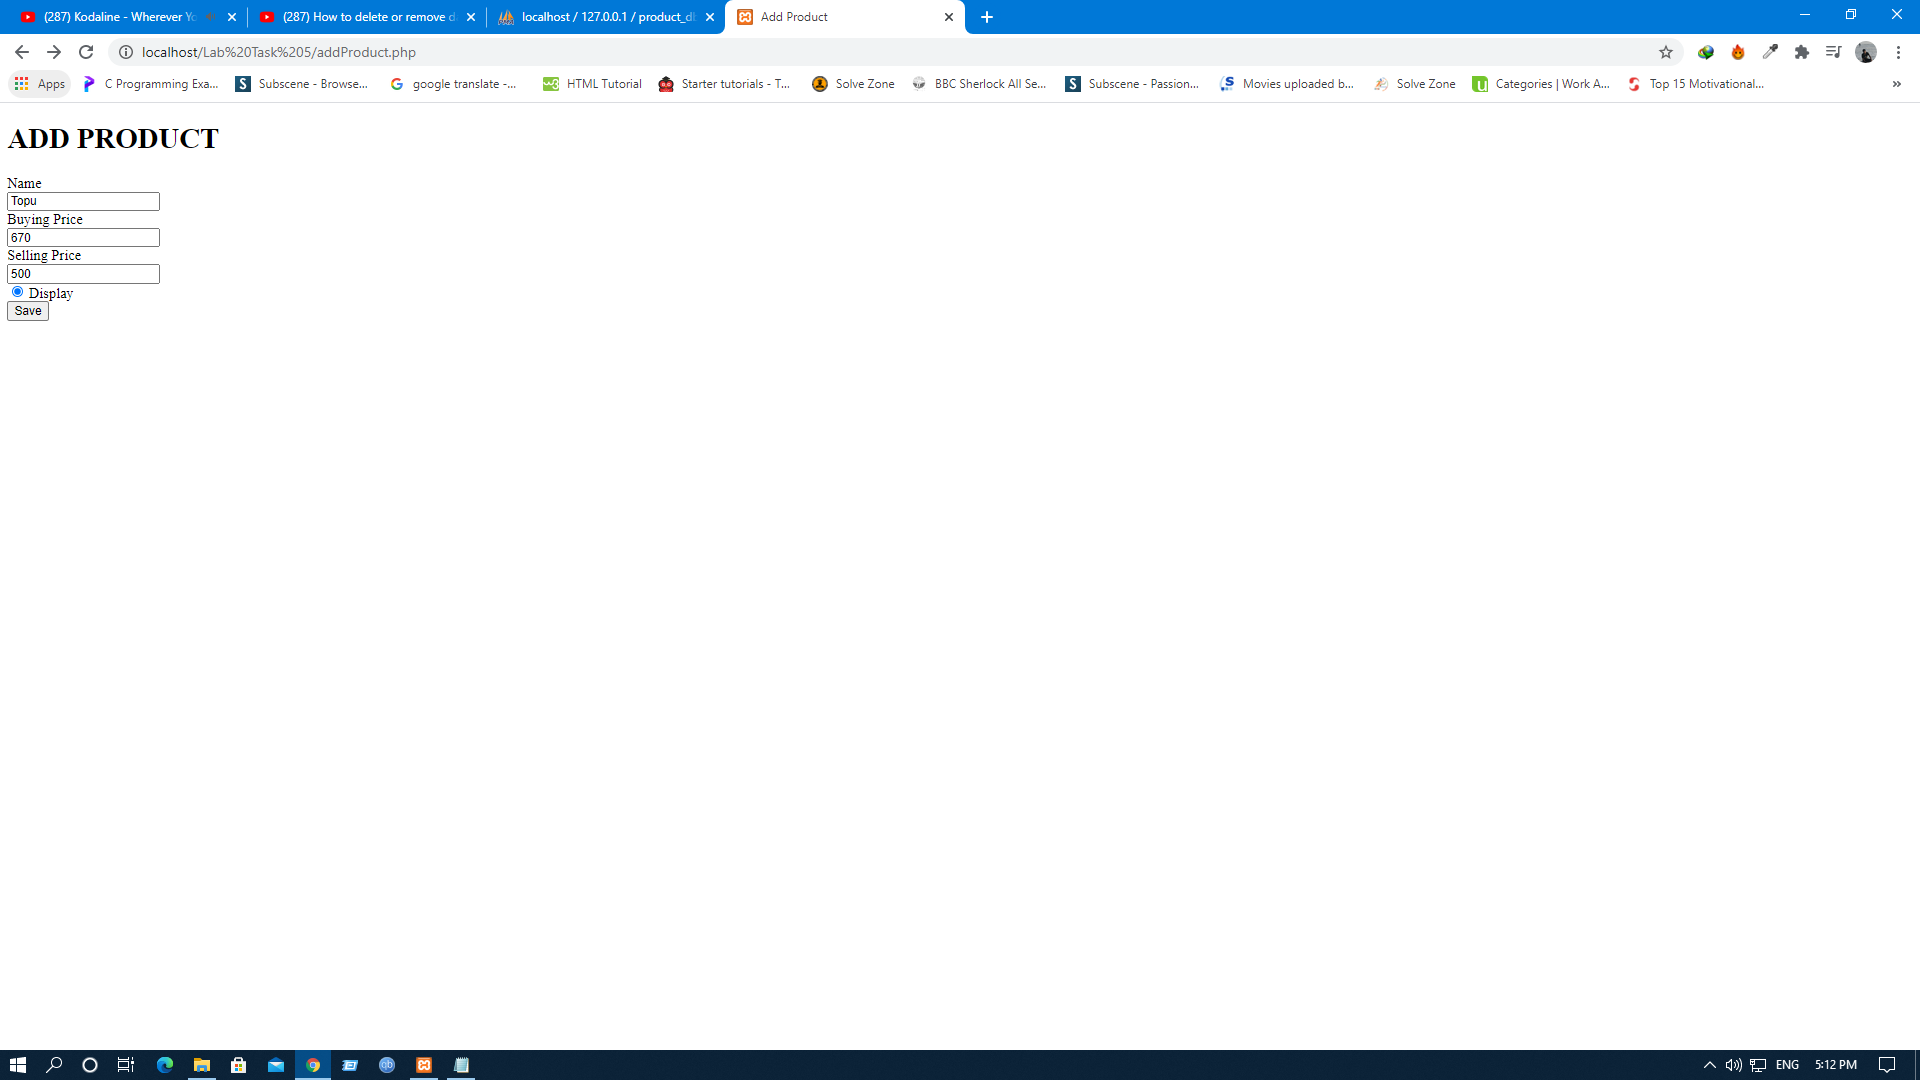 (287) Kodaline - Wherever Yo
(287) How to delete or remove d
localhost / 127.0.0.1 / product_db
Add Product
localhost/Lab%20Task%205/addProduct.php
Apps
C Programming Exa...
Subscene - Browse...
google translate -...
HTML Tutorial
Starter tutorials - T...
Solve Zone
BBC Sherlock All Se...
Subscene - Passion...
Movies uploaded b...
Solve Zone
Categories | Work A...
Top 15 Motivational...
»
ADD PRODUCT
Name
Topu
Buying Price
670
Selling Price
500
Display
Save
ENG
5:12 PM